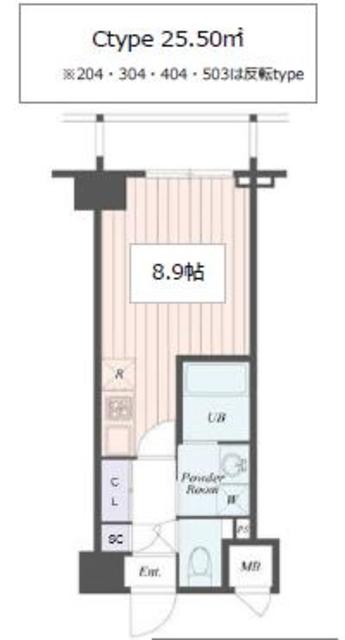 Ctype 25.50㎡
※204・304・404・503は反転type
8.9帖
R
UB
Powder
Room
W
CL
SC
PS
Ent.
MB